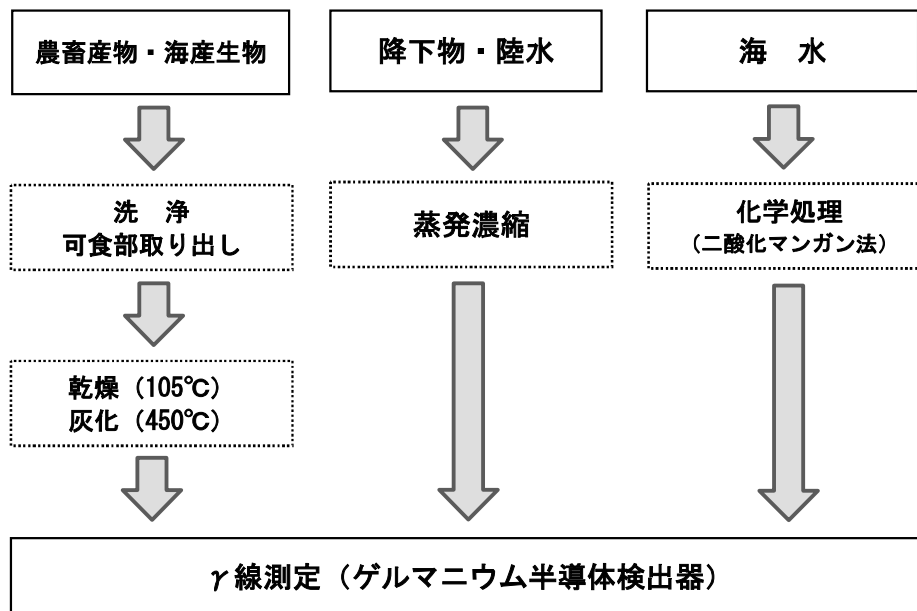 農畜産物・海産生物
降下物・陸水
海 水
洗 浄
可食部取り出し
蒸発濃縮
化学処理
(二酸化マンガン法)
乾燥(105℃)
灰化(450℃)
γ線測定(ゲルマニウム半導体検出器)